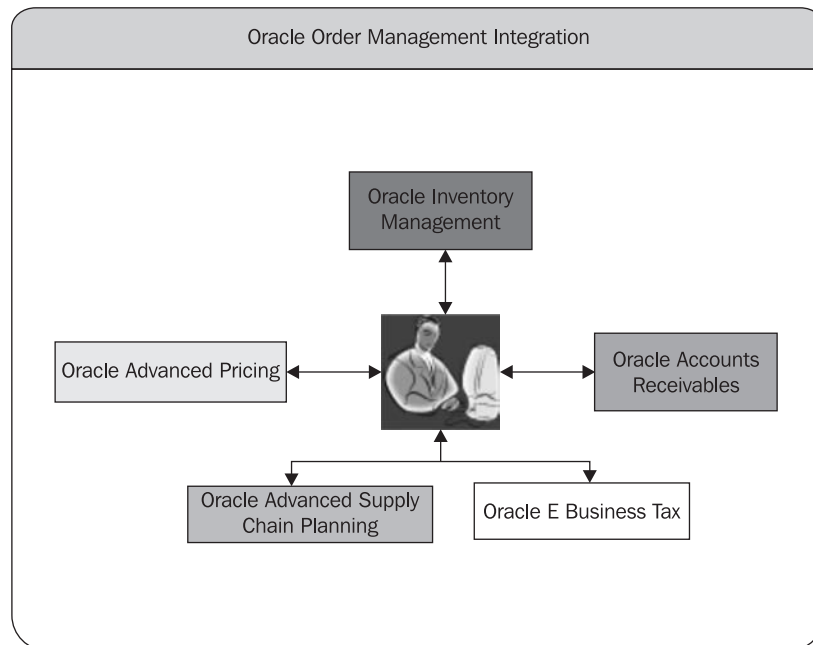 Oracle Order Management Integration
Oracle Inventory
Management
Oracle Advanced Pricing
Oracle Accounts
Receivables
Oracle Advanced Supply
Chain Planning
Oracle E Business Tax